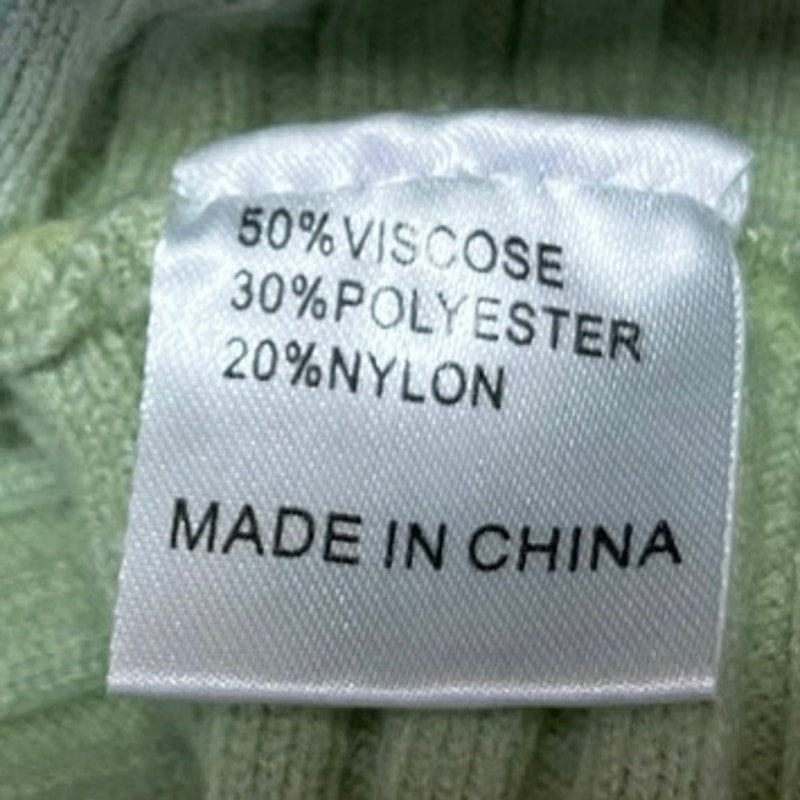 50%VISCOSE
30%POLYESTER
20%NYLON
MADE IN CHINA